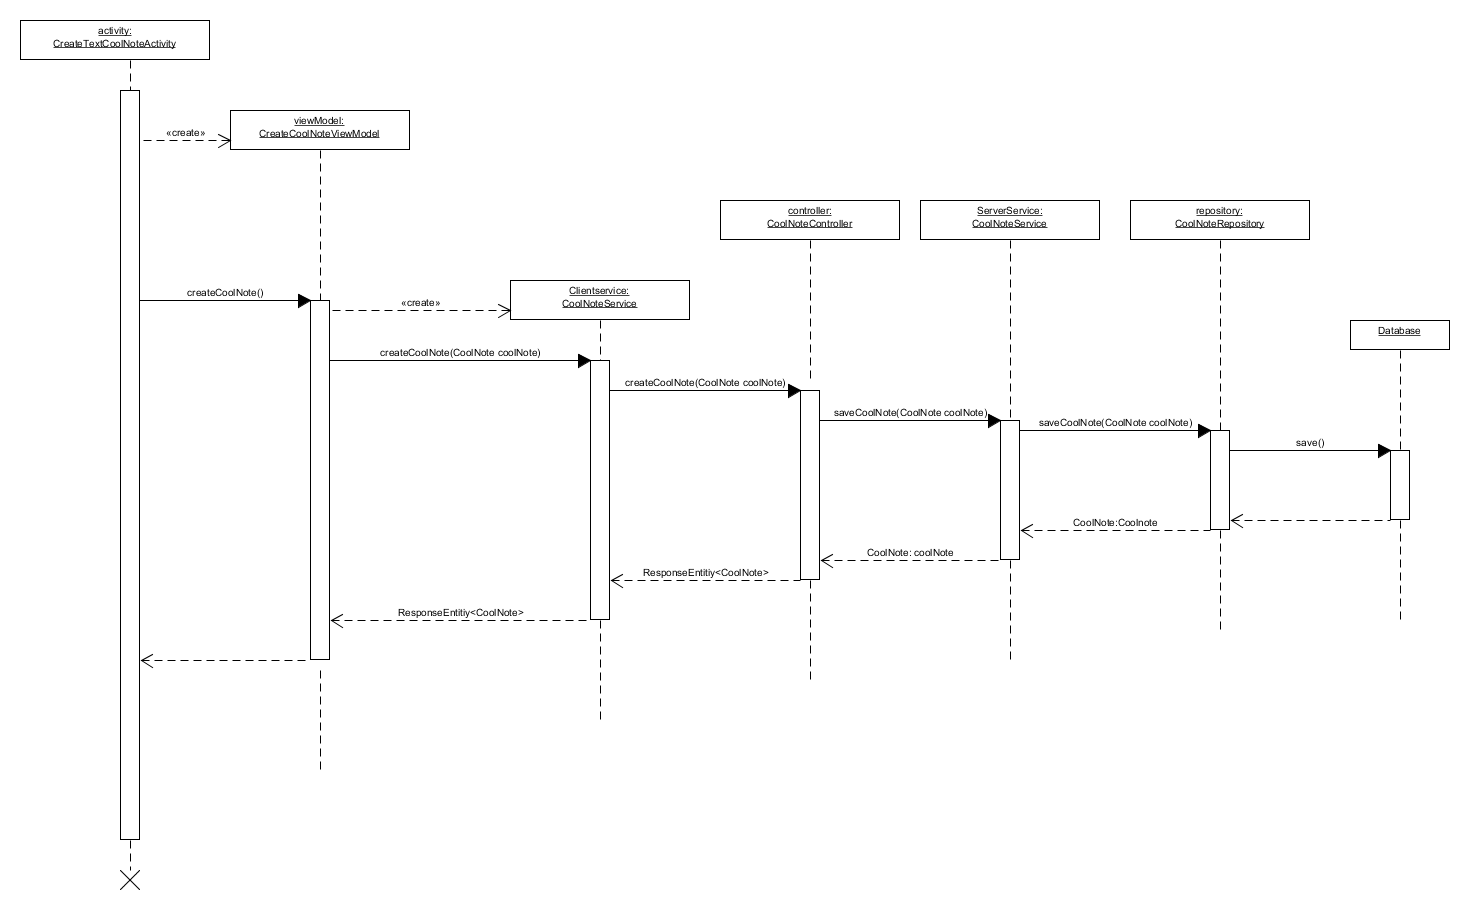 activity:
CreateTextCoolNoteActivity
viewModel:
CreateCoolNoteViewModel
«create»
controller:
CoolNoteController
ServerService:
CoolNoteService
repository:
CoolNoteRepository
Clientservice:
CoolNoteService
createCoolNote()
«create»
Database
createCoolNote(CoolNote coolNote)
createCoolNote(CoolNote coolNote)
saveCoolNote(CoolNote coolNote)
saveCoolNote(CoolNote coolNote)
save()
CoolNote:Coolnote
CoolNote: coolNote
ResponseEntitiy<CoolNote>
ResponseEntitiy<CoolNote>